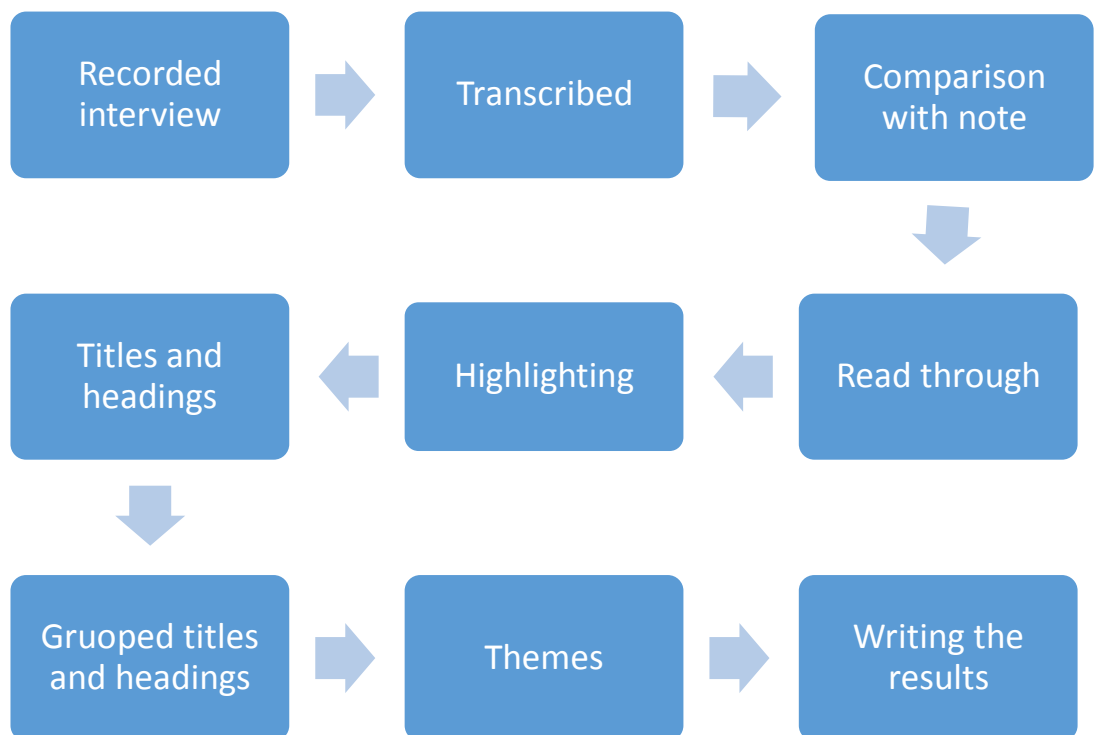 Recorded
interview
Transcribed
Comparison
with note
Read through
Highlighting
Titles and
headings
Gruoped titles
and headings
Themes
Writing the
results